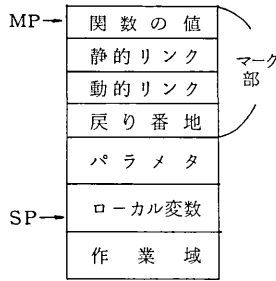 MP→
関数の値
静的リンク
動的リンク
戻り番地
マーク部
パラメタ
SP→
ローカル変数
作業域